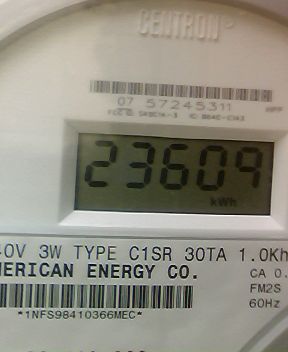 CENTRON
07 57245311
23609
kWh
40V 3W TYPE C1SR 30TA 1.0Kh
MERICAN ENERGY CO.
CA 0.
FM2S
60Hz
*1NFS98410366MEC*